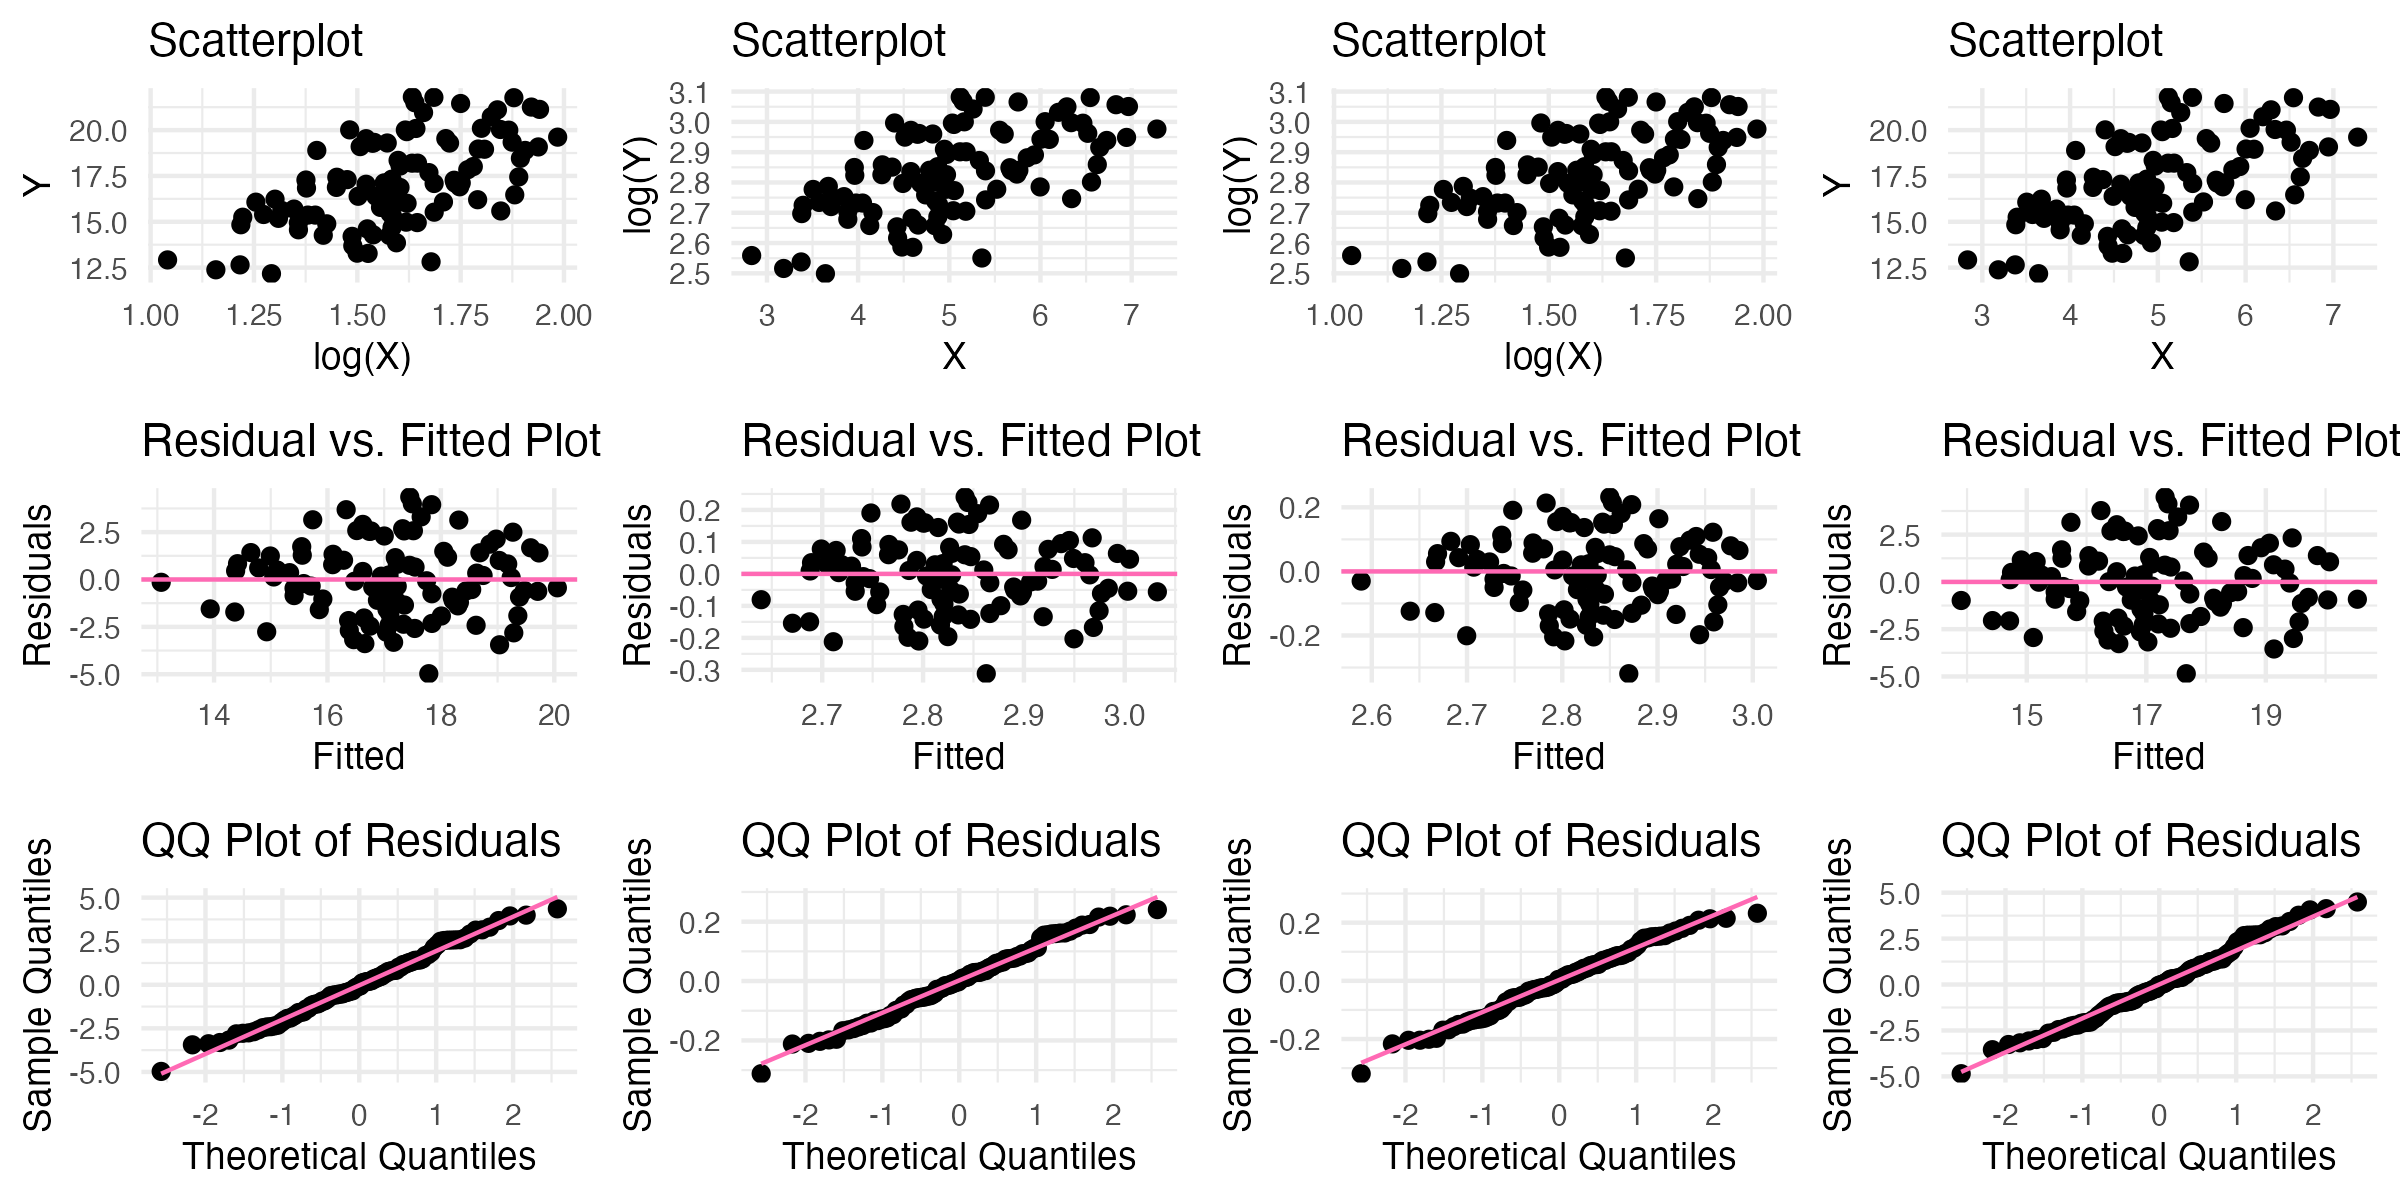 Scatterplot
Y
20.0
17.5
15.0
12.5
1.00 1.25 1.50 1.75 2.00
log(X)
Scatterplot
log(Y)
3.1
3.0
2.9
2.8
2.7
2.6
2.5
3 4 5 6 7
X
Scatterplot
log(Y)
3.1
3.0
2.9
2.8
2.7
2.6
2.5
1.00 1.25 1.50 1.75 2.00
log(X)
Scatterplot
Y
20.0
17.5
15.0
12.5
3 4 5 6 7
X
Residual vs. Fitted Plot
Residuals
2.5
0.0
-2.5
-5.0
14 16 18 20
Fitted
Residual vs. Fitted Plot
Residuals
0.2
0.1
0.0
-0.1
-0.2
-0.3
2.7 2.8 2.9 3.0
Fitted
Residual vs. Fitted Plot
Residuals
0.2
0.0
-0.2
2.6 2.7 2.8 2.9 3.0
Fitted
Residual vs. Fitted Plot
Residuals
2.5
0.0
-2.5
-5.0
15 17 19
Fitted
QQ Plot of Residuals
Sample Quantiles
5.0
2.5
0.0
-2.5
-5.0
-2 -1 0 1 2
Theoretical Quantiles
QQ Plot of Residuals
Sample Quantiles
0.2
0.0
-0.2
-2 -1 0 1 2
Theoretical Quantiles
QQ Plot of Residuals
Sample Quantiles
0.2
0.0
-0.2
-2 -1 0 1 2
Theoretical Quantiles
QQ Plot of Residuals
Sample Quantiles
5.0
2.5
0.0
-2.5
-5.0
-2 -1 0 1 2
Theoretical Quantiles